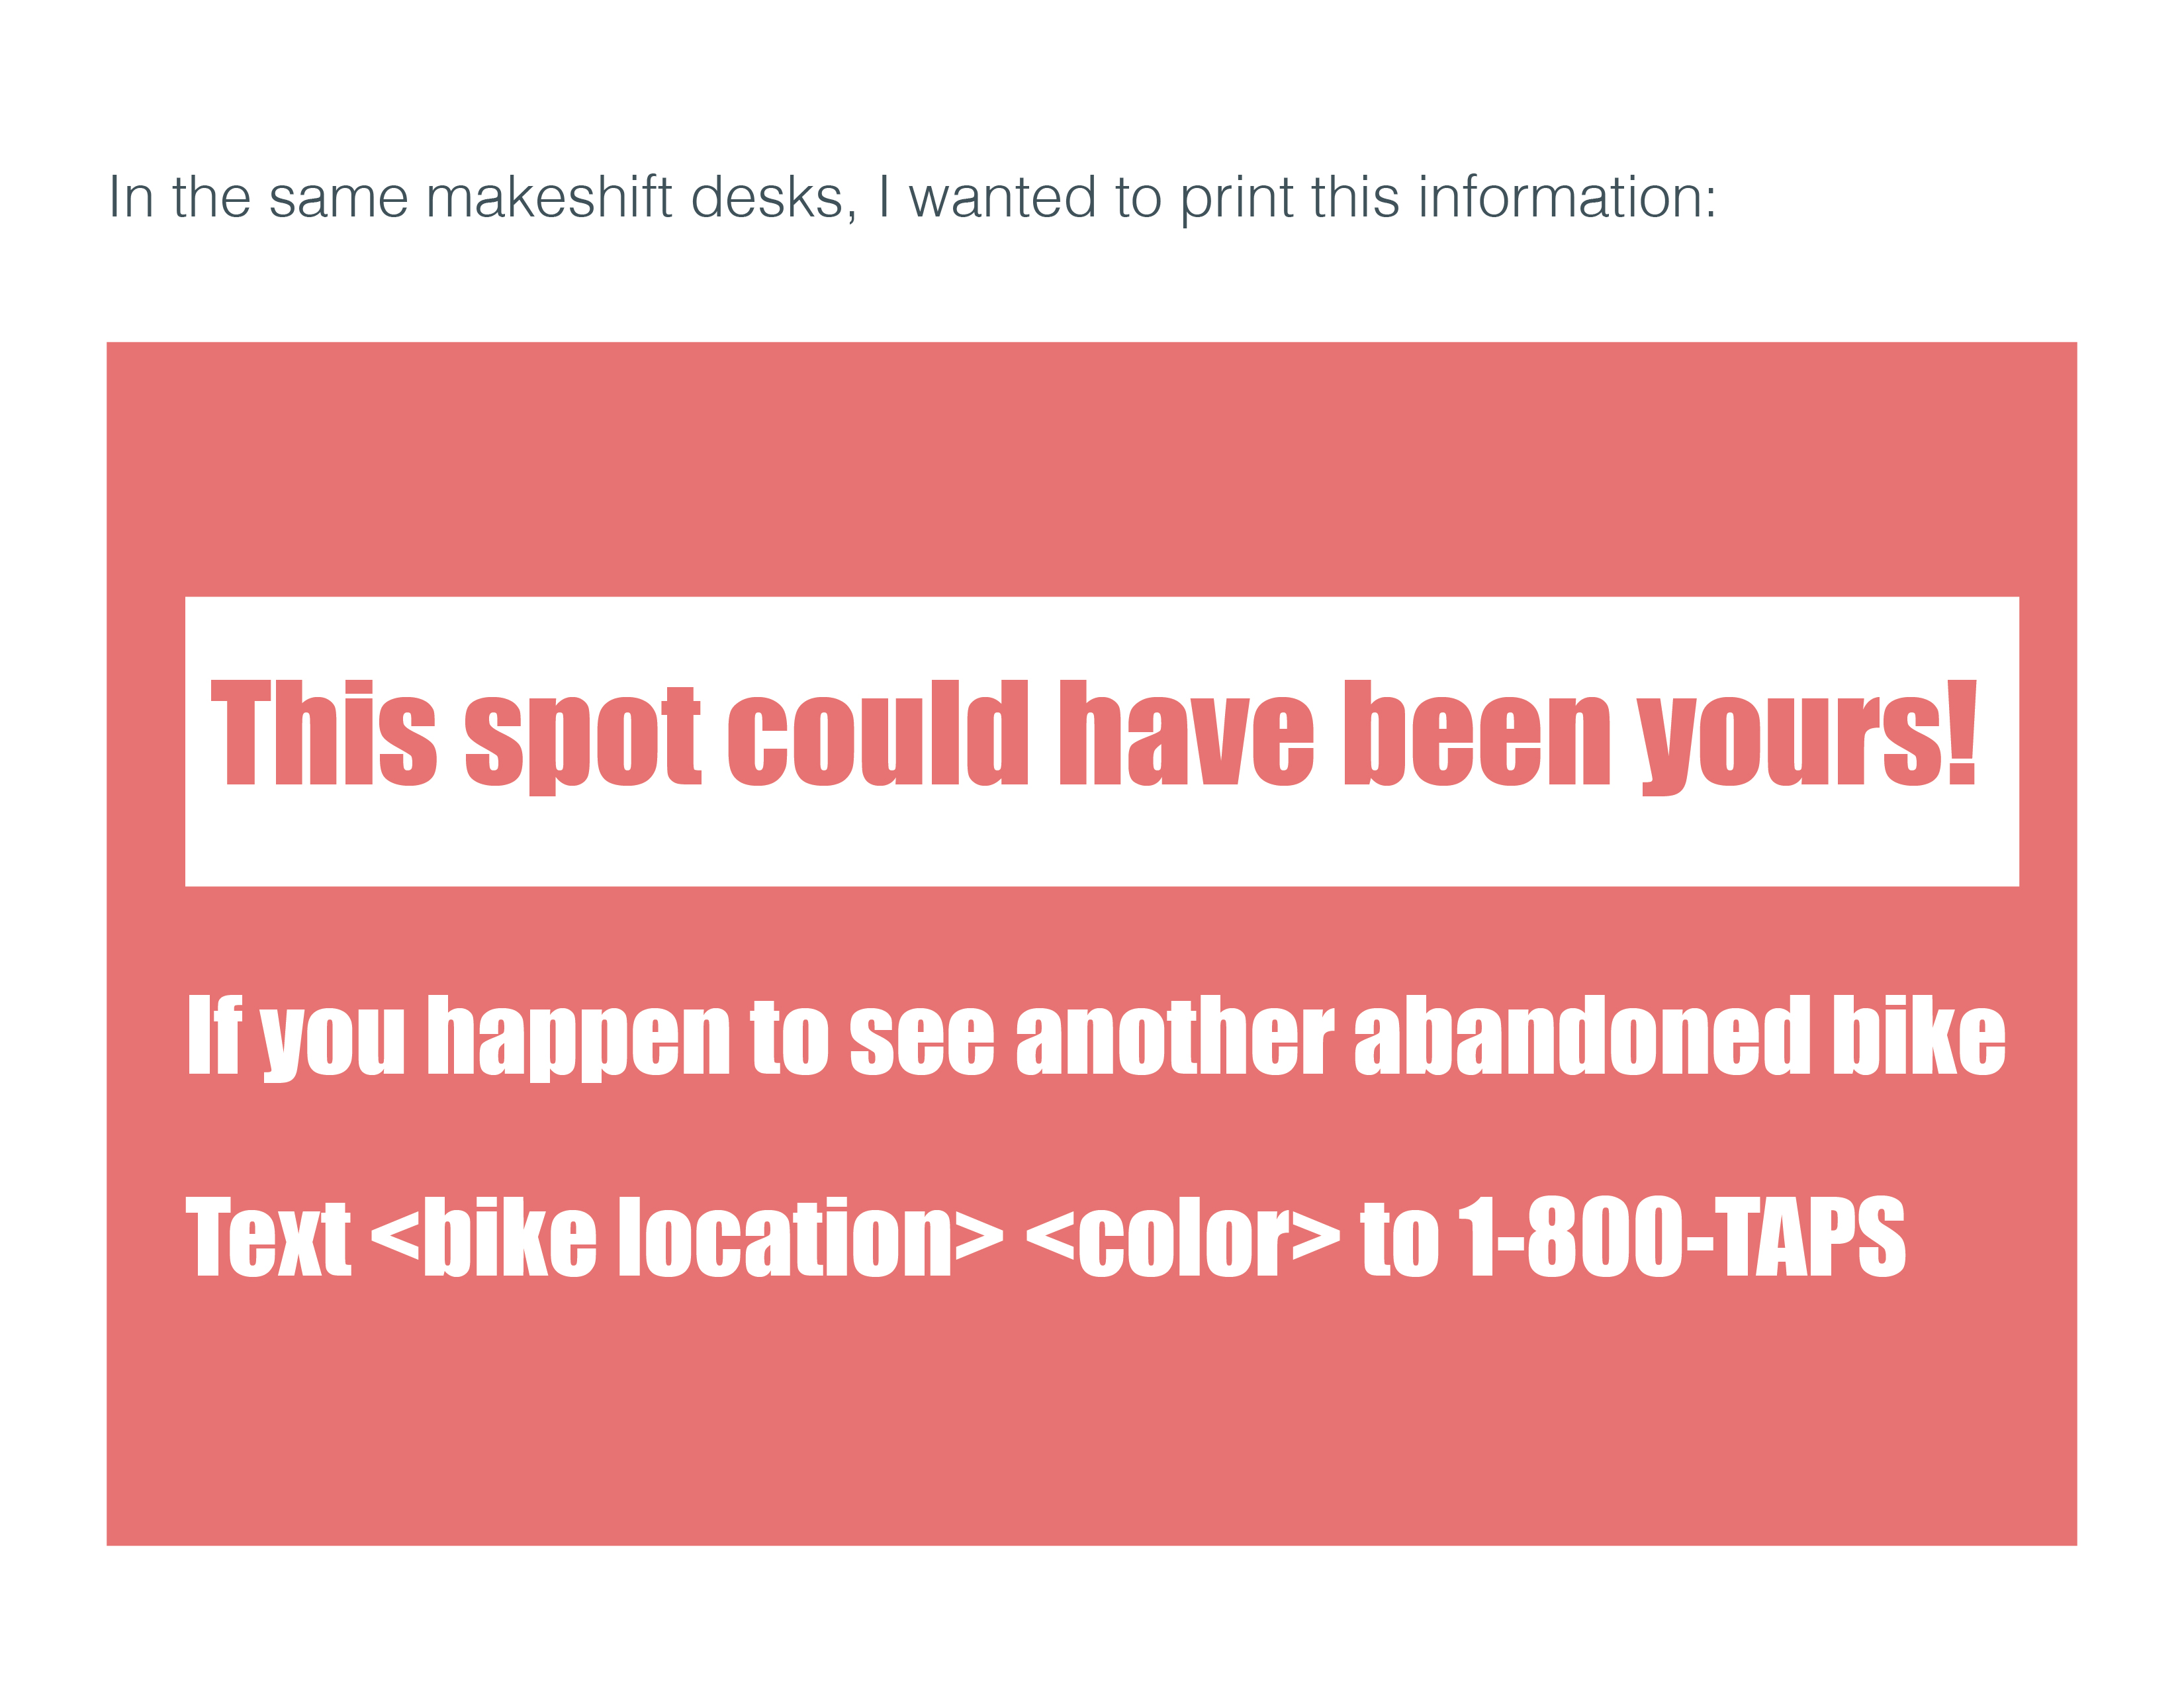 In the same makeshift desks, I wanted to print this information:
This spot could have been yours!
If you happen to see another abandoned bike
Text <bike location> <color> to 1-800-TAPS